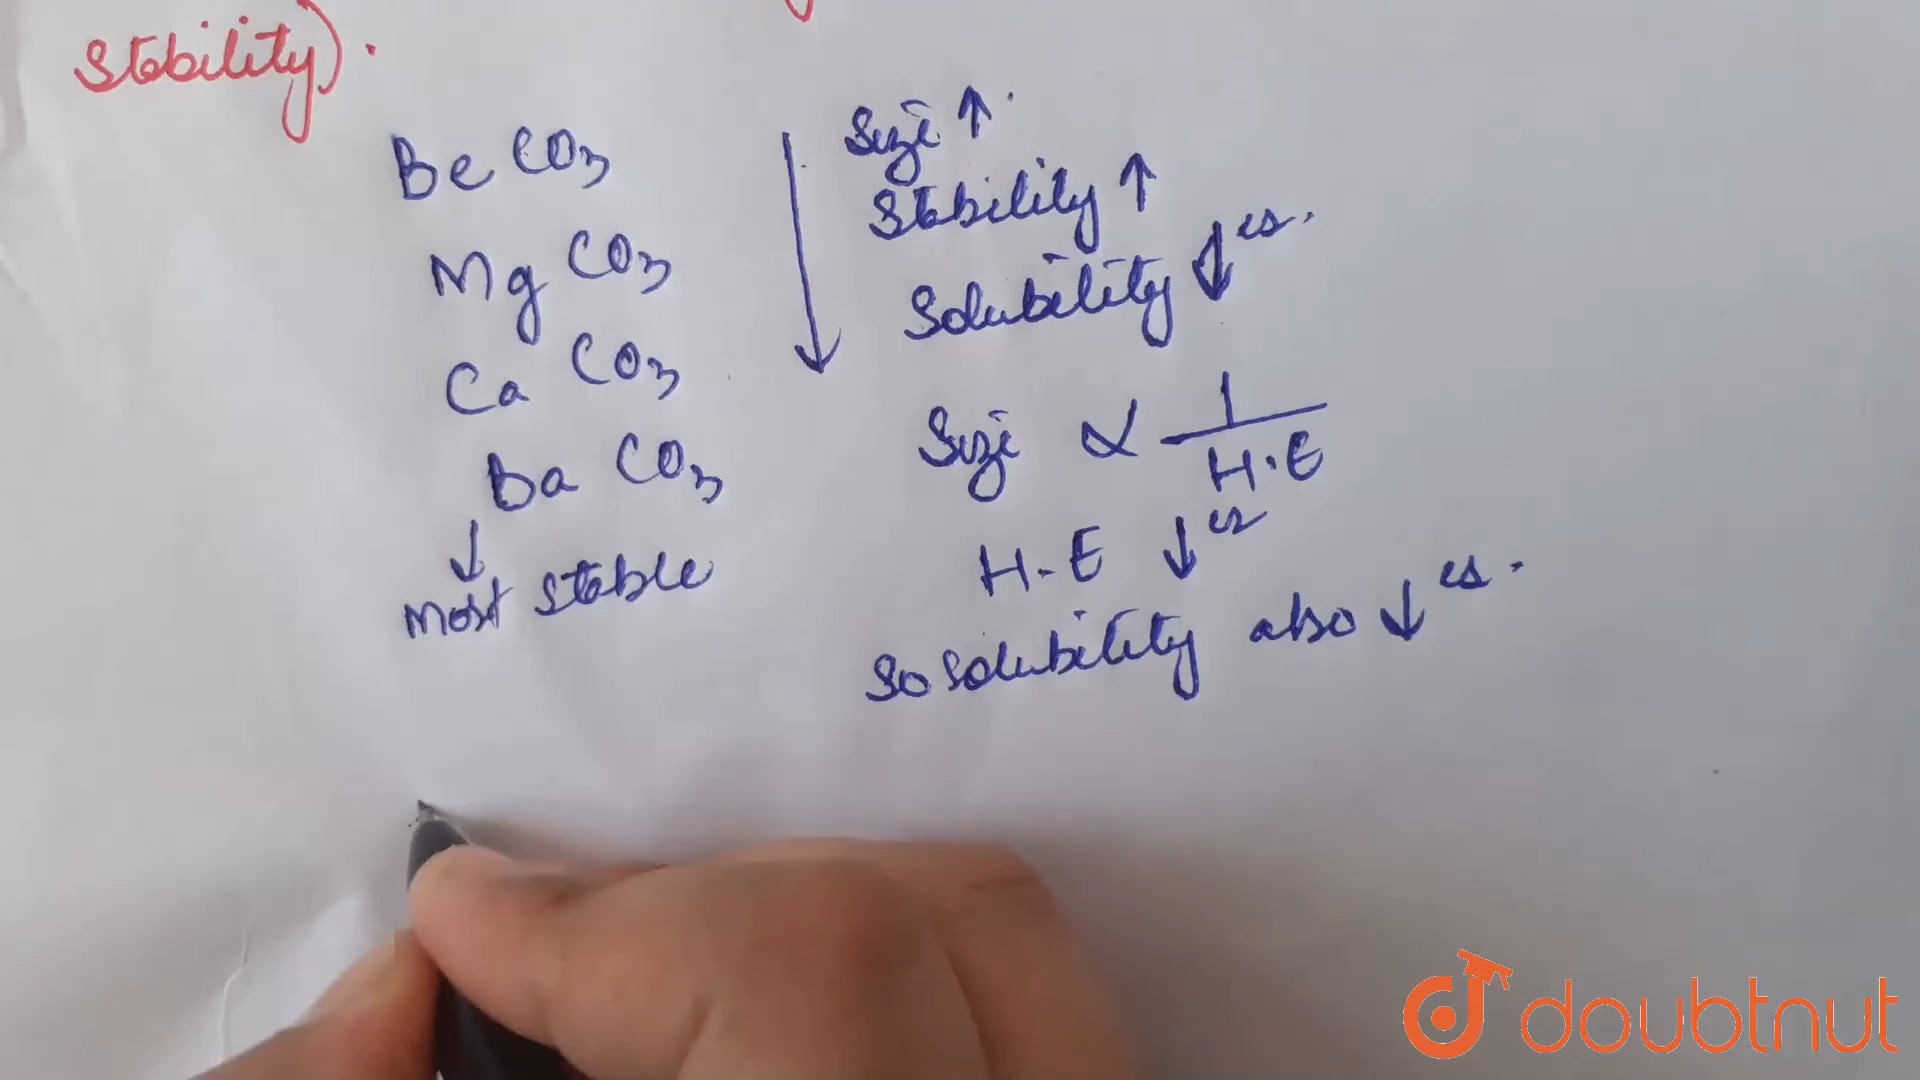 Stability).
BeCO3
MgCO3
CaCO3
BaCO3
↓
Most stable
Size ↑.
Stability ↑
Solubility ↓es.
Size ∝ 1/H.E
H.E ↓es
So solubility also ↓es.
doubtnut